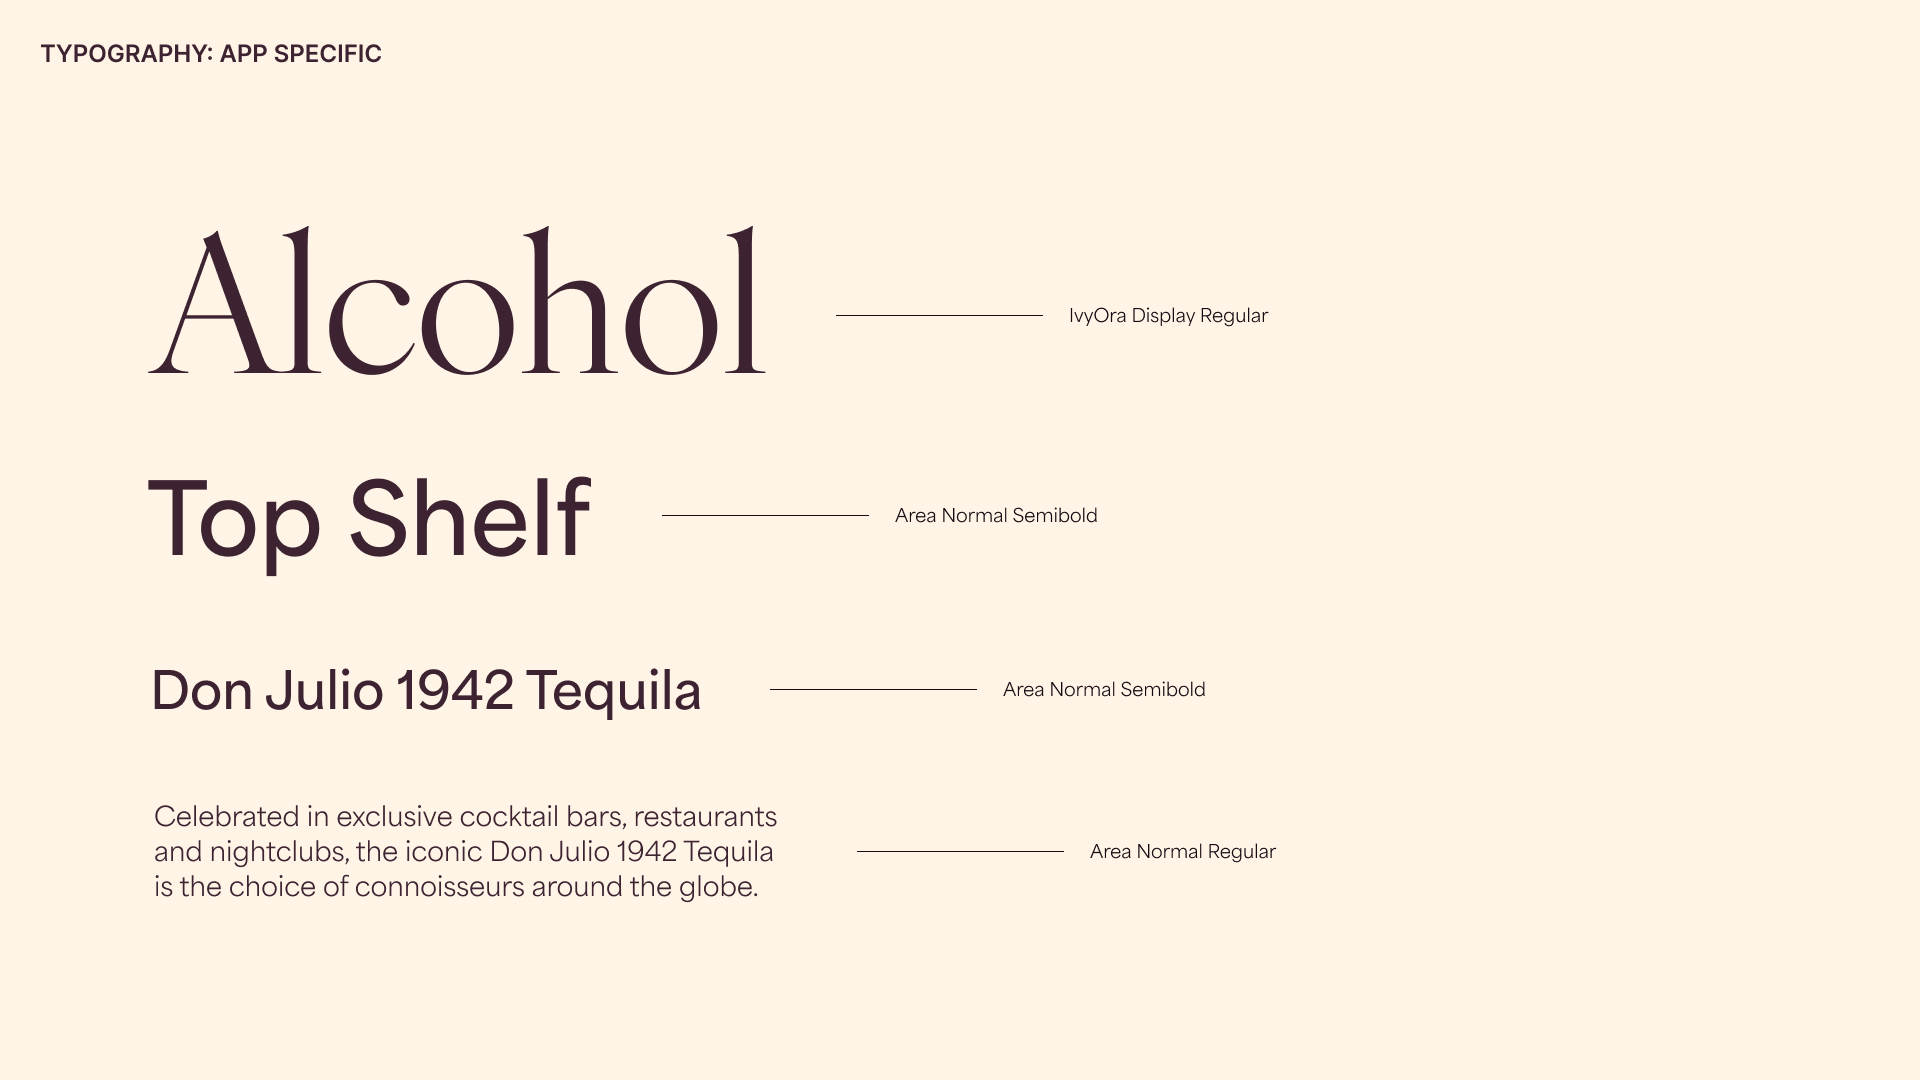 TYPOGRAPHY: APP SPECIFIC
Alcohol
IvyOra Display Regular
Top Shelf
Area Normal Semibold
Don Julio 1942 Tequila
Area Normal Semibold
Celebrated in exclusive cocktail bars, restaurants
and nightclubs, the iconic Don Julio 1942 Tequila
is the choice of connoisseurs around the globe.
Area Normal Regular